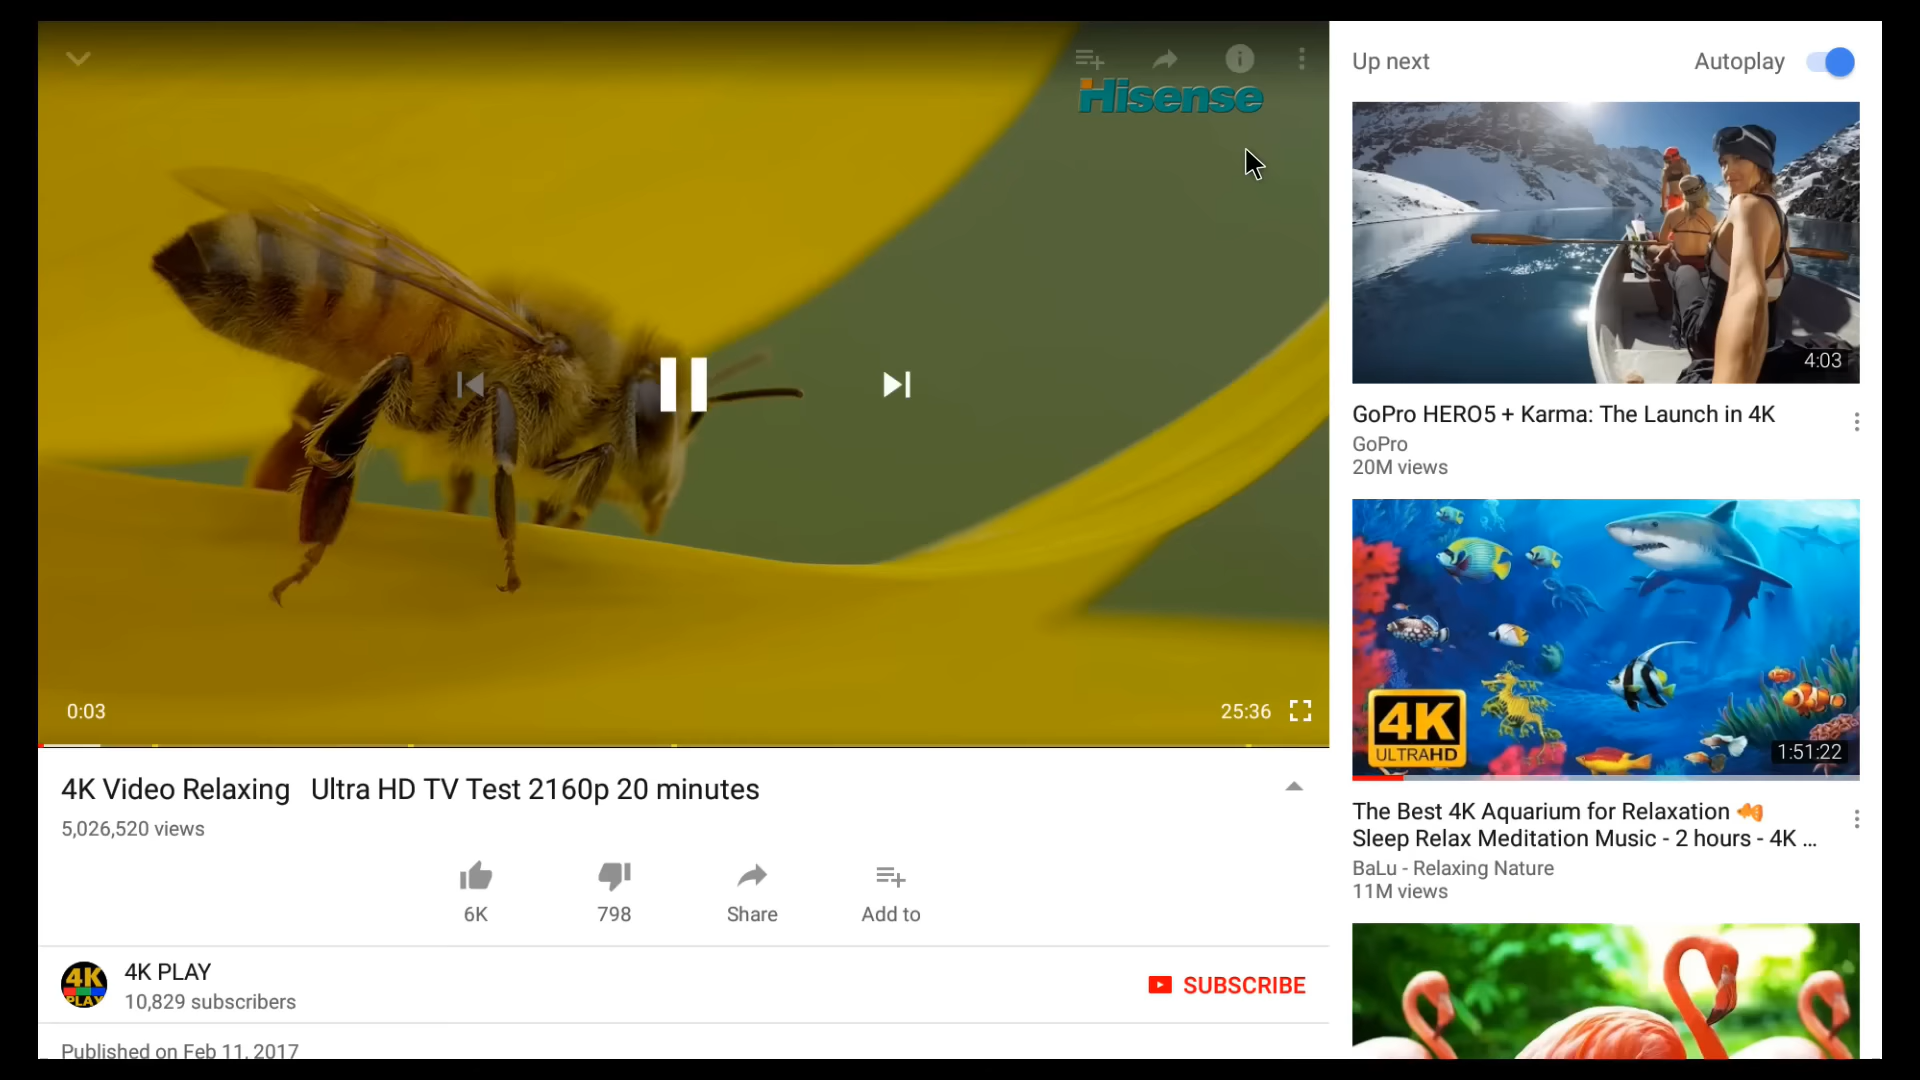 Hisense
0:03
25:36
4K Video Relaxing   Ultra HD TV Test 2160p 20 minutes
5,026,520 views
6K
798
Share
Add to
4K PLAY
4K PLAY
10,829 subscribers
SUBSCRIBE
Published on Feb 11, 2017
Up next
Autoplay
4:03
GoPro HERO5 + Karma: The Launch in 4K
GoPro
20M views
4K
ULTRAHD
1:51:22
The Best 4K Aquarium for Relaxation 🐠
Sleep Relax Meditation Music - 2 hours - 4K ...
BaLu - Relaxing Nature
11M views